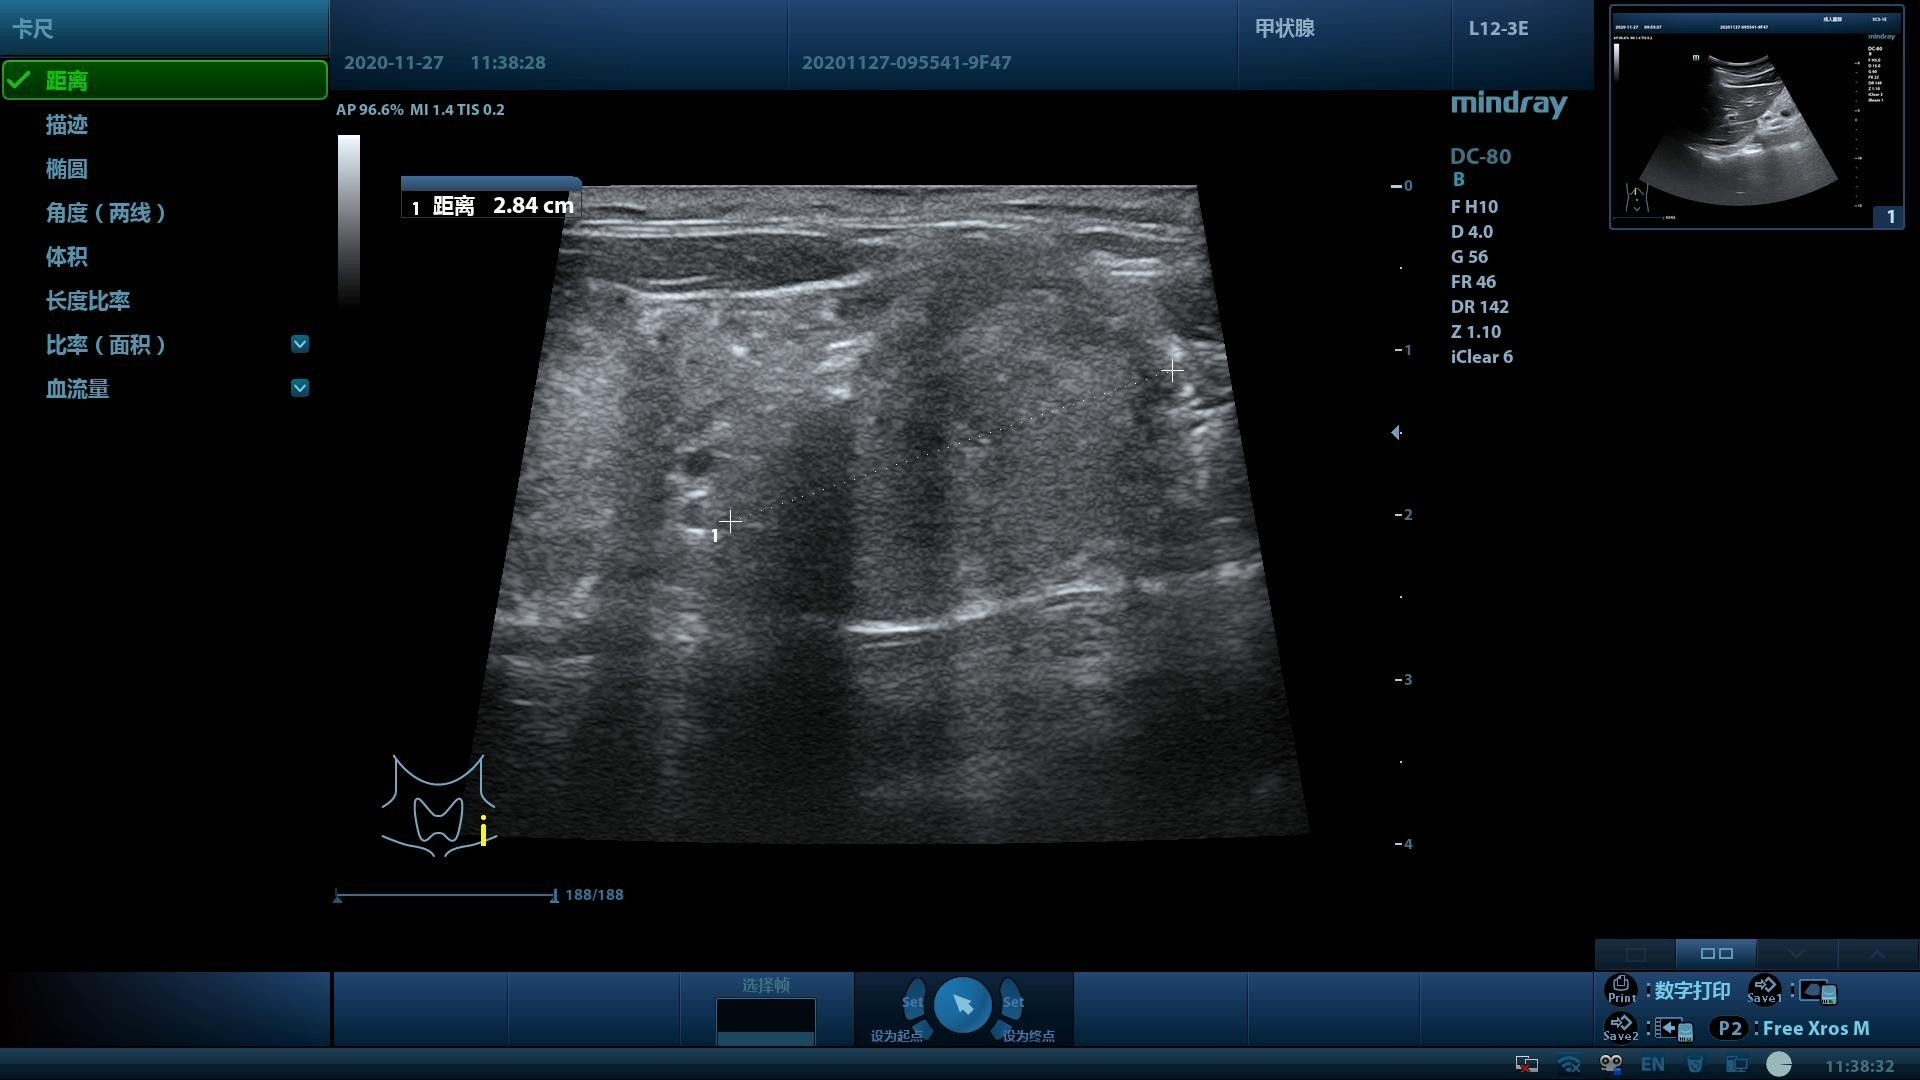 卡尺
甲状腺
L12-3E
2020-11-27 11:38:28
20201127-095541-9F47
距离
描迹
椭圆
角度（两线）
体积
长度比率
比率（面积）
血流量
AP 96.6% MI 1.4 TIS 0.2
1 距离 2.84 cm
mindray
DC-80
B
F H10
D 4.0
G 56
FR 46
DR 142
Z 1.10
iClear 6
0
1
2
3
4
1
i
188/188
mindray
1
选择帧
Set
Set
设为起点
设为终点
Print : 数字打印
Save1 :
Save2 :
P2 : Free Xros M
EN
11:38:32